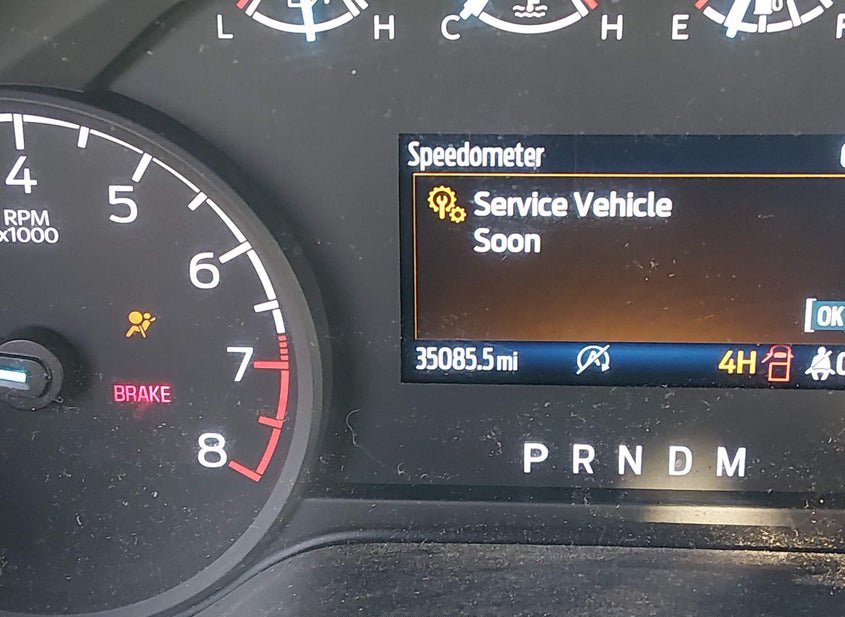 L H C H E F
Speedometer
4
5
Service Vehicle
Soon
RPM
x1000
6
[OK
7
35085.5 mi
4H
BRAKE
8
P R N D M